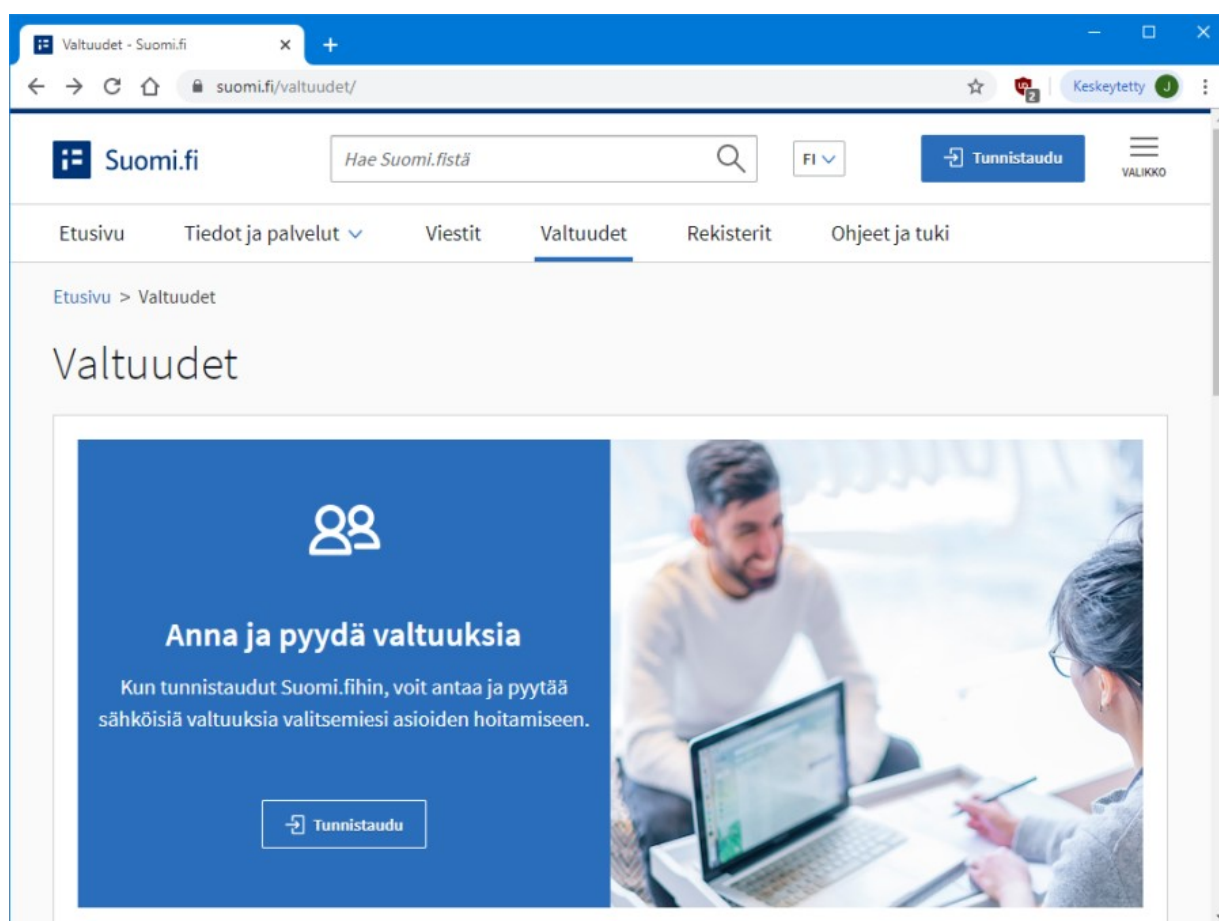 Valtuudet - Suomi.fi
suomi.fi/valtuudet/
2
Keskeytetty J
Suomi.fi
Hae Suomi.fistä
FI
Tunnistaudu
VALIKKO
Etusivu Tiedot ja palvelut Viestit Valtuudet Rekisterit Ohjeet ja tuki
Etusivu > Valtuudet
Valtuudet
Anna ja pyydä valtuuksia
Kun tunnistaudut Suomi.fihin, voit antaa ja pyytää
sähköisiä valtuuksia valitsemiesi asioiden hoitamiseen.
Tunnistaudu